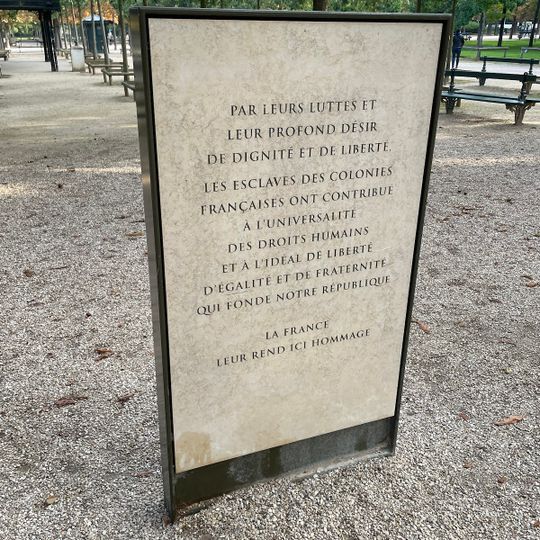 PAR LEURS LUTTES ET
LEUR PROFOND DÉSIR
DE DIGNITÉ ET DE LIBERTÉ,
LES ESCLAVES DES COLONIES
FRANÇAISES ONT CONTRIBUÉ
À L'UNIVERSALITÉ
DES DROITS HUMAINS
ET À L'IDÉAL DE LIBERTÉ
D'ÉGALITÉ ET DE FRATERNITÉ
QUI FONDE NOTRE RÉPUBLIQUE
LA FRANCE
LEUR REND ICI HOMMAGE